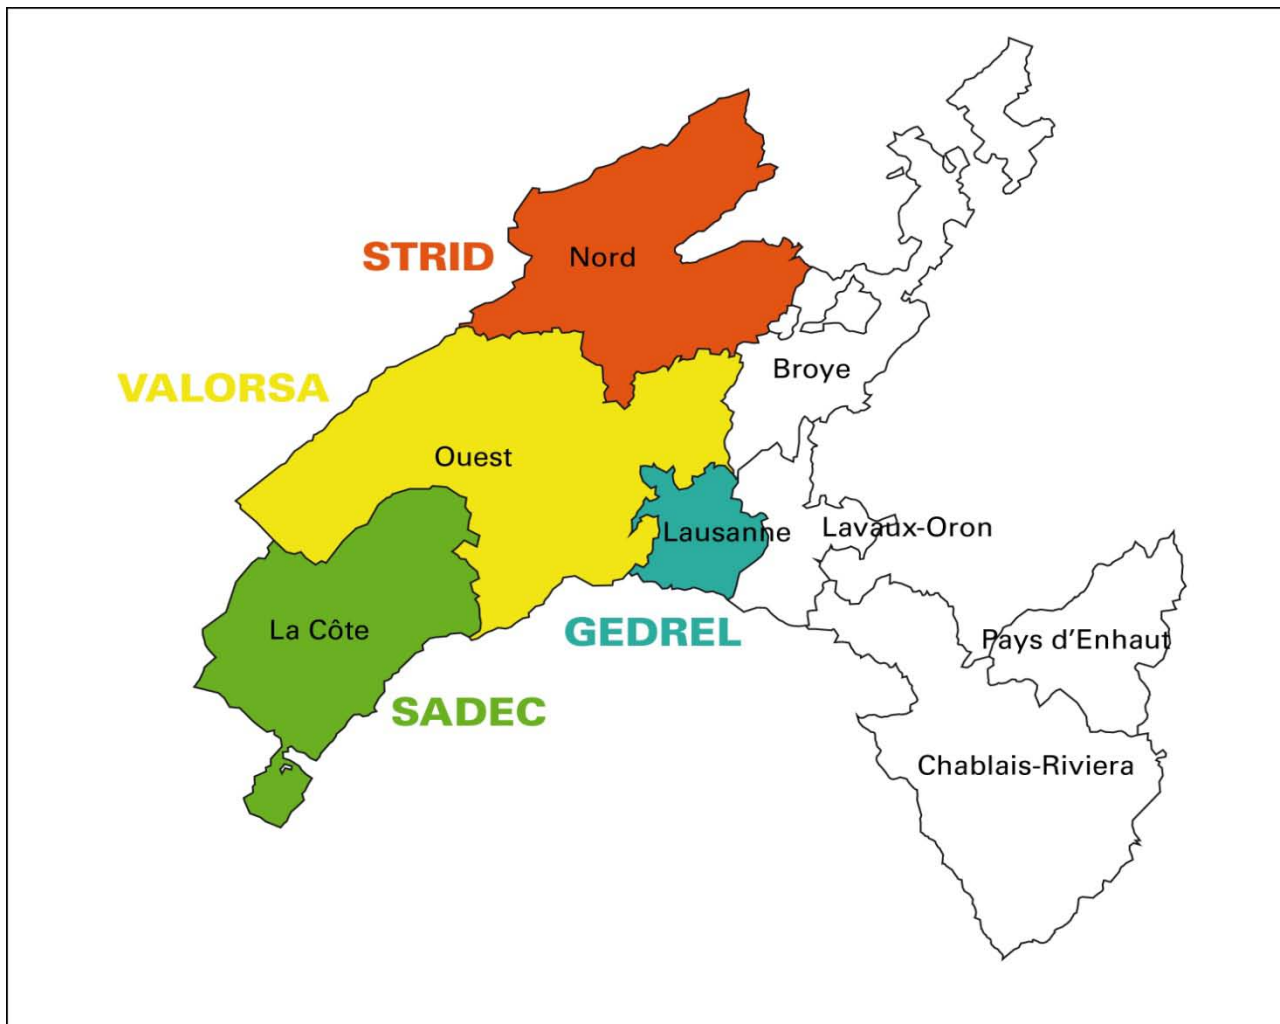 STRID
Nord
VALORSA
Broye
Ouest
Lausanne
Lavaux-Oron
La Côte
GEDREL
Pays d'Enhaut
SADEC
Chablais-Riviera